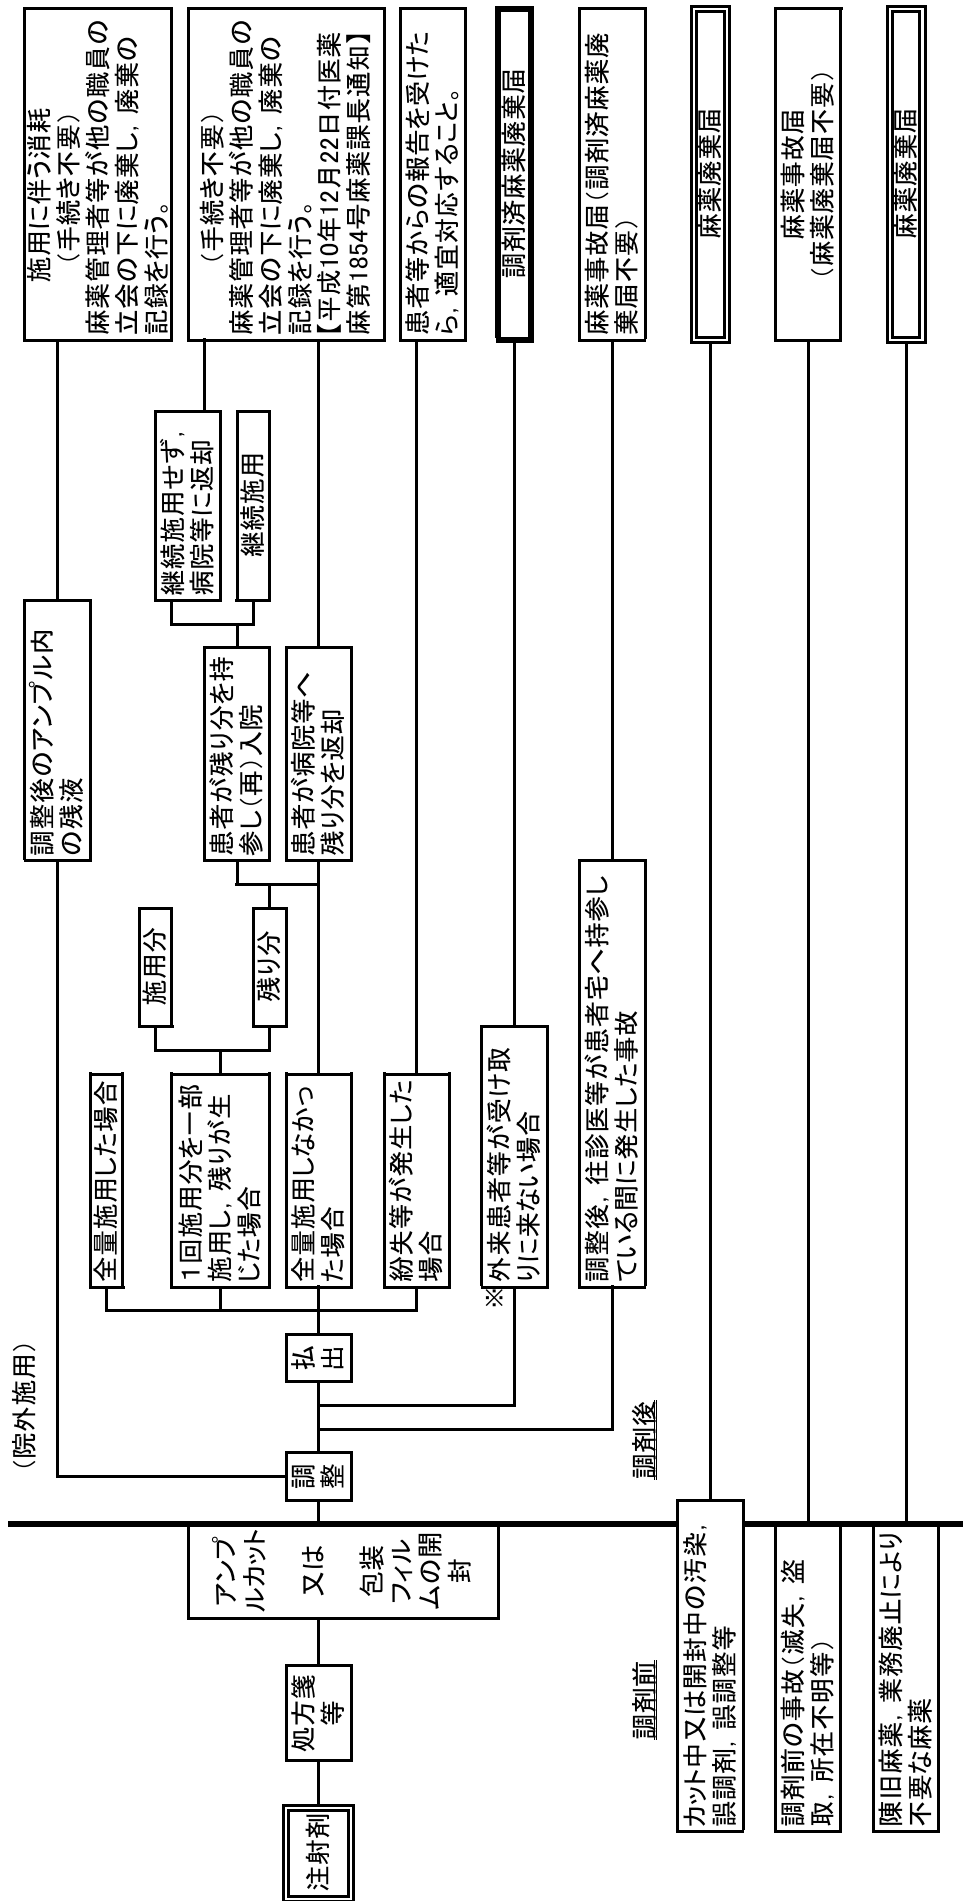 (院外施用)
注射剤
処方箋
等
アンプ
ルカット
又は
包装
フィル
ムの開
封
調
整
払
出
調整後のアンプル内
の残液
施用に伴う消耗
(手続き不要)
麻薬管理者等が他の職員の
立会の下に廃棄し,廃棄の
記録を行う。
全量施用した場合
1回施用分を一部
施用し,残りが生
じた場合
施用分
残り分
患者が残り分を持
参し(再)入院
継続施用せず,
病院等に返却
継続施用
全量施用しなかっ
た場合
患者が病院等へ
残り分を返却
(手続き不要)
麻薬管理者等が他の職員の
立会の下に廃棄し,廃棄の
記録を行う。
【平成10年12月22日付医薬
麻第1854号麻薬課長通知】
紛失等が発生した
場合
患者等からの報告を受けた
ら,適宜対応すること。
※
外来患者等が受け取
りに来ない場合
調剤済麻薬廃棄届
調整後,往診医等が患者宅へ持参し
ている間に発生した事故
麻薬事故届(調剤済麻薬廃
棄届不要)
調剤前
調剤後
カット中又は開封中の汚染,
誤調剤,誤調整等
麻薬廃棄届
調剤前の事故(滅失,盗
取,所在不明等)
麻薬事故届
(麻薬廃棄届不要)
陳旧麻薬,業務廃止により
不要な麻薬
麻薬廃棄届